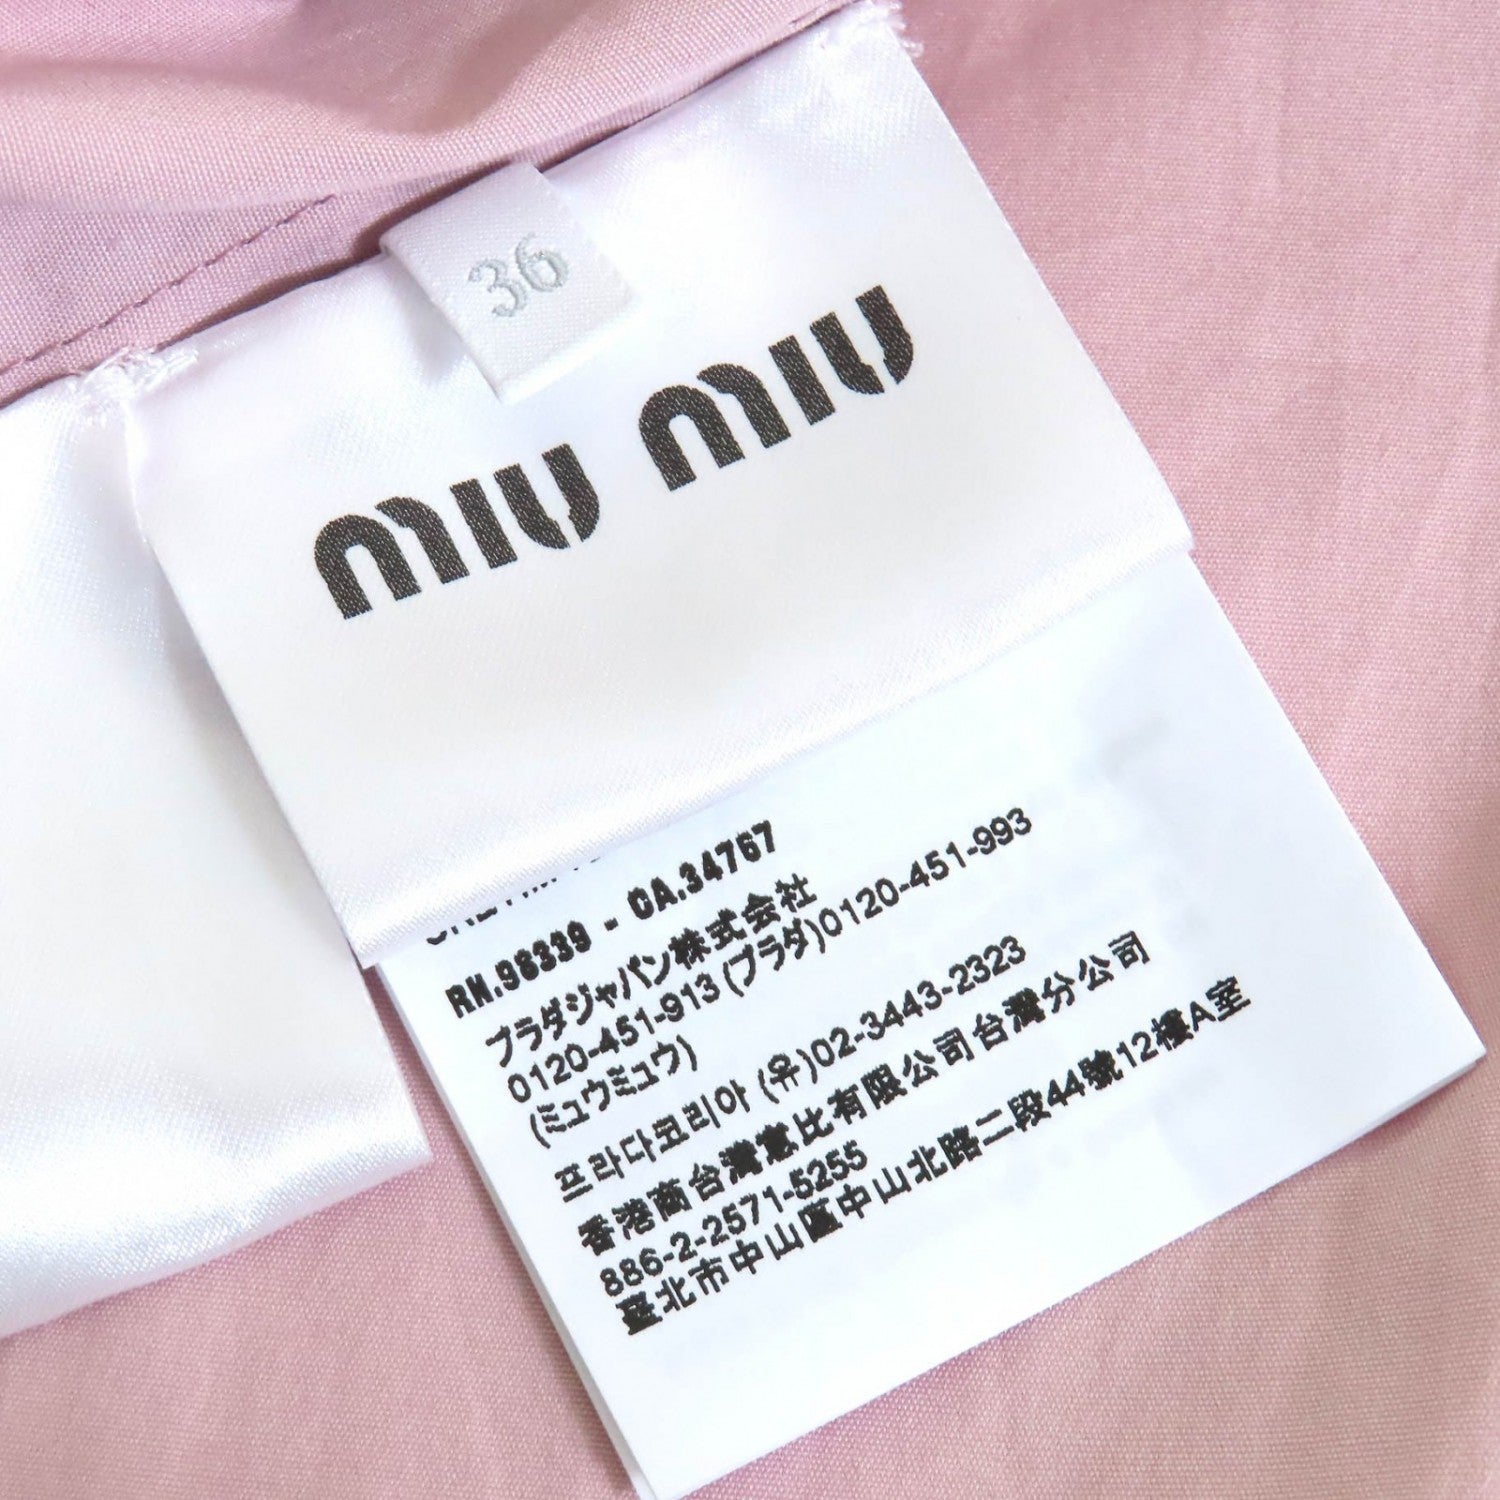 36
miu miu
RN.98339 - CA.34767
プラダジャパン株式会社
0120-451-913 (プラダ)0120-451-993
(ミュウミュウ)
프라다코리아 (유)02-3443-2323
香港商台灣惠比有限公司台灣分公司
886-2-2571-5255
臺北市中山區中山北路二段44號12樓A室